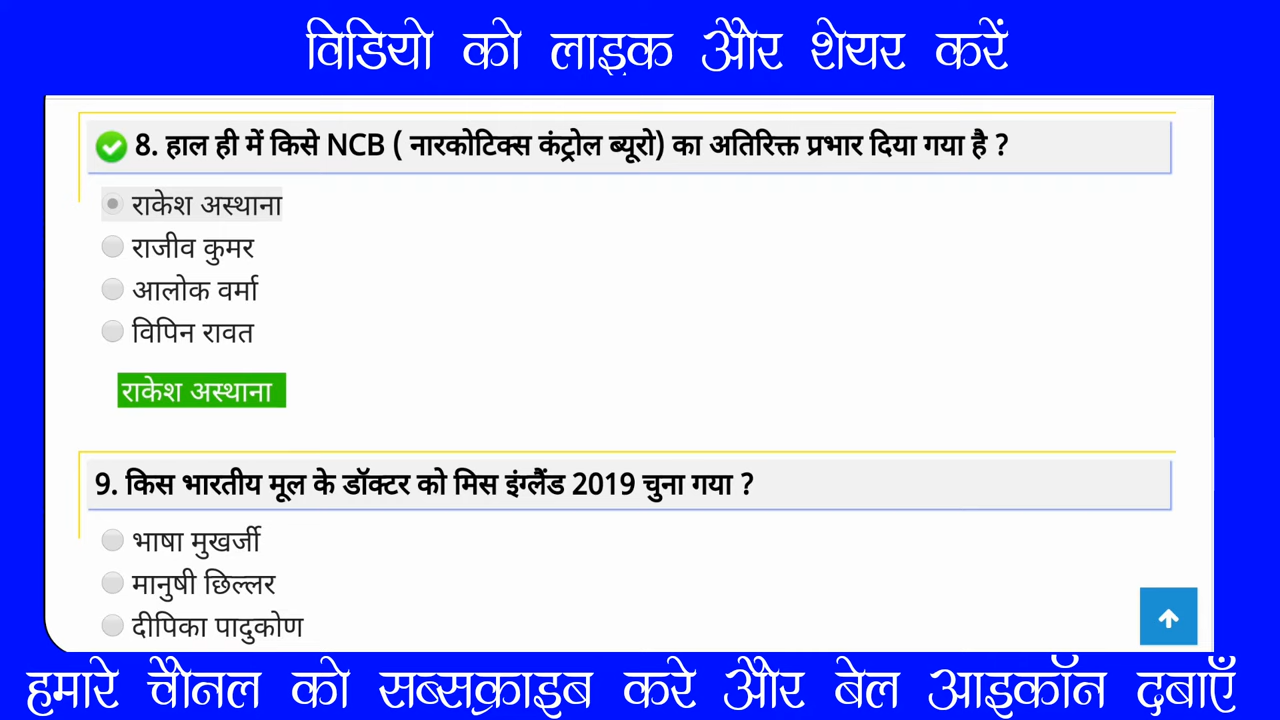 विडियो को लाइक और शेयर करें
8. हाल ही में किसे NCB ( नारकोटिक्स कंट्रोल ब्यूरो) का अतिरिक्त प्रभार दिया गया है ?
राकेश अस्थाना
राजीव कुमर
आलोक वर्मा
विपिन रावत
राकेश अस्थाना
9. किस भारतीय मूल के डॉक्टर को मिस इंग्लैंड 2019 चुना गया ?
भाषा मुखर्जी
मानुषी छिल्लर
दीपिका पादुकोण
हमारे चैनल को सब्सक्राइब करे और बेल आइकॉन दबाएँ